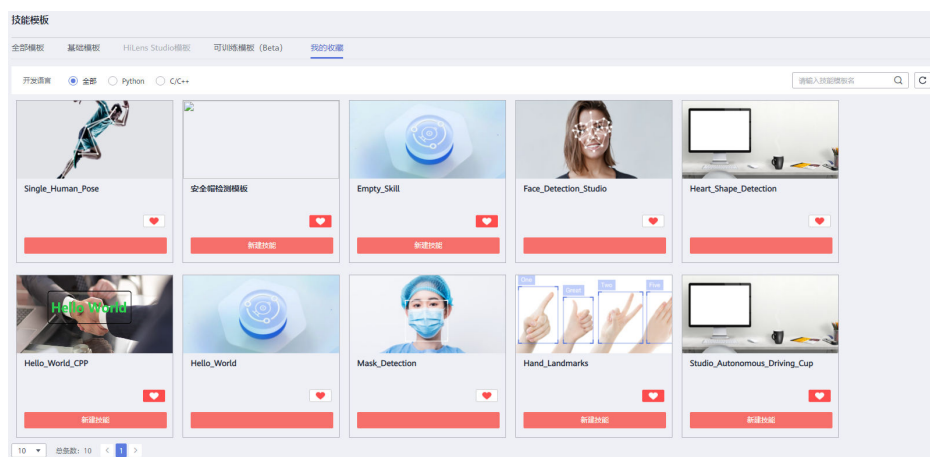 技能模板
全部模板 基础模板 HiLens Studio模板 可训练模板 (Beta) 我的收藏
开发语言 全部 Python C/C++ 请输入技能模板名
Single_Human_Pose 安全帽检测模板 Empty_Skill Face_Detection_Studio Heart_Shape_Detection
新建技能 新建技能
Hello World
One Great Two Five
Hello_World_CPP Hello_World Mask_Detection Hand_Landmarks Studio_Autonomous_Driving_Cup
新建技能 新建技能 新建技能
10 总条数: 10 < 1 >